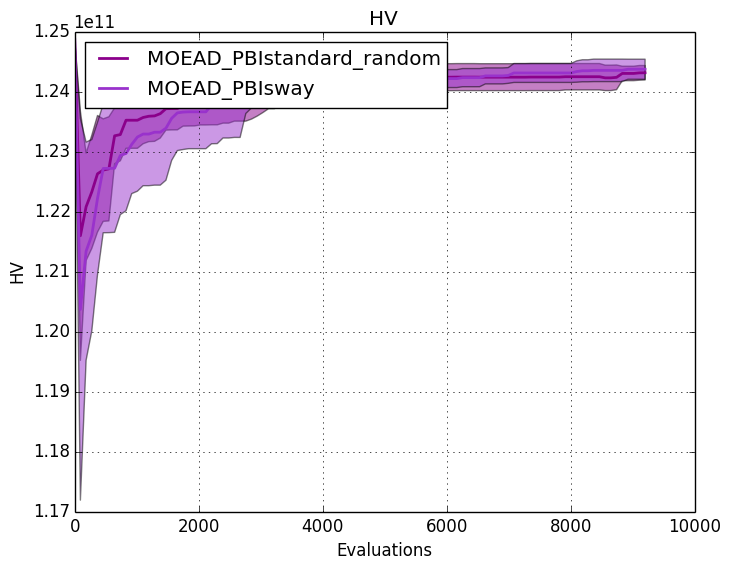 HV
1e11
1.25
1.24
1.23
1.22
1.21
1.20
1.19
1.18
1.17
HV
MOEAD_PBIstandard_random
MOEAD_PBIsway
0
2000
4000
6000
8000
10000
Evaluations